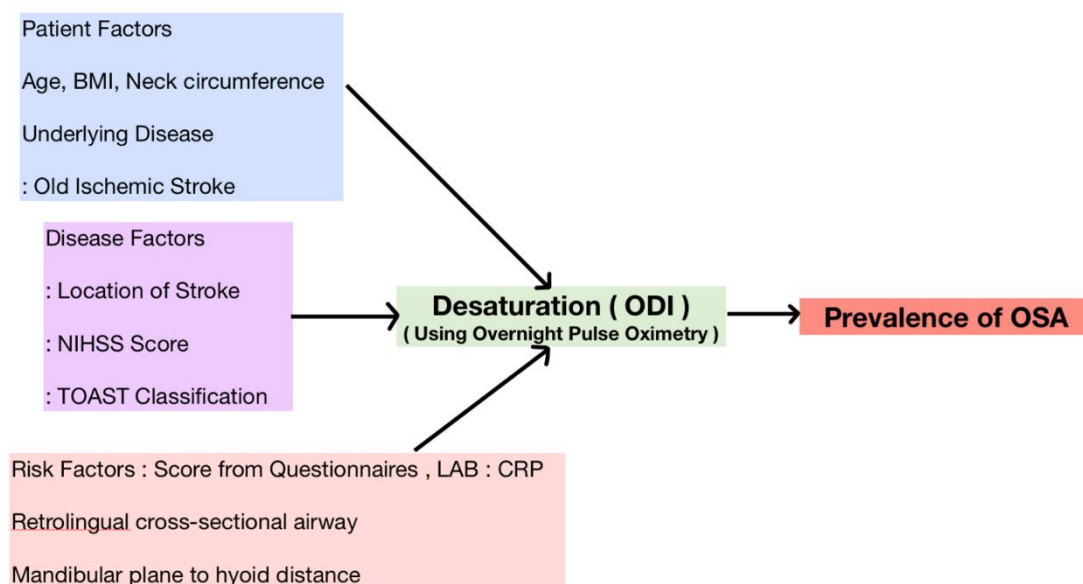 Patient Factors
Age, BMI, Neck circumference
Underlying Disease
: Old Ischemic Stroke
Disease Factors
: Location of Stroke
: NIHSS Score
: TOAST Classification
Desaturation ( ODI )
( Using Overnight Pulse Oximetry )
Prevalence of OSA
Risk Factors : Score from Questionnaires , LAB : CRP
Retrolingual cross-sectional airway
Mandibular plane to hyoid distance